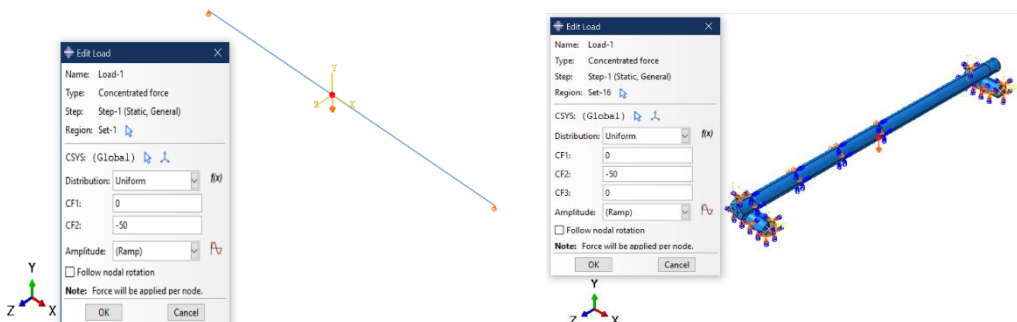 Edit Load
Name: Load-1
Type: Concentrated force
Step: Step-1 (Static, General)
Region: Set-1
CSYS: (Global)
Distribution: Uniform f(x)
CF1: 0
CF2: -50
Amplitude: (Ramp)
Follow nodal rotation
Note: Force will be applied per node.
OK Cancel
Y
Z X
Y
Z X
Edit Load
Name: Load-1
Type: Concentrated force
Step: Step-1 (Static, General)
Region: Set-16
CSYS: (Global)
Distribution: Uniform f(x)
CF1: 0
CF2: -50
CF3: 0
Amplitude: (Ramp)
Follow nodal rotation
Note: Force will be applied per node.
OK Cancel
Y
Z X